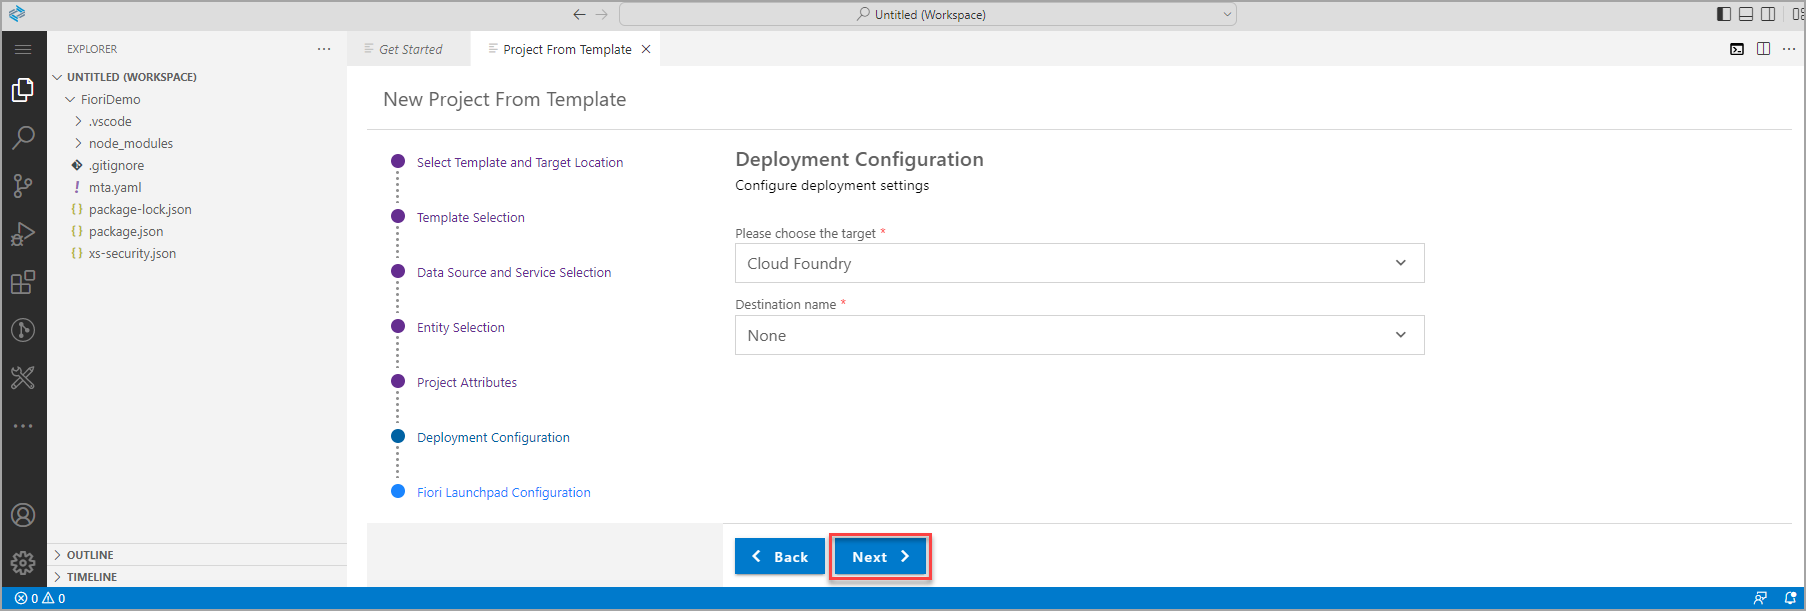 Untitled (Workspace)
EXPLORER
UNTITLED (WORKSPACE)
FioriDemo
.vscode
node_modules
.gitignore
! mta.yaml
{} package-lock.json
{} package.json
{} xs-security.json
OUTLINE
TIMELINE
Get Started
Project From Template
New Project From Template
Select Template and Target Location
Template Selection
Data Source and Service Selection
Entity Selection
Project Attributes
Deployment Configuration
Fiori Launchpad Configuration
Deployment Configuration
Configure deployment settings
Please choose the target *
Cloud Foundry
Destination name *
None
Back
Next
0 0